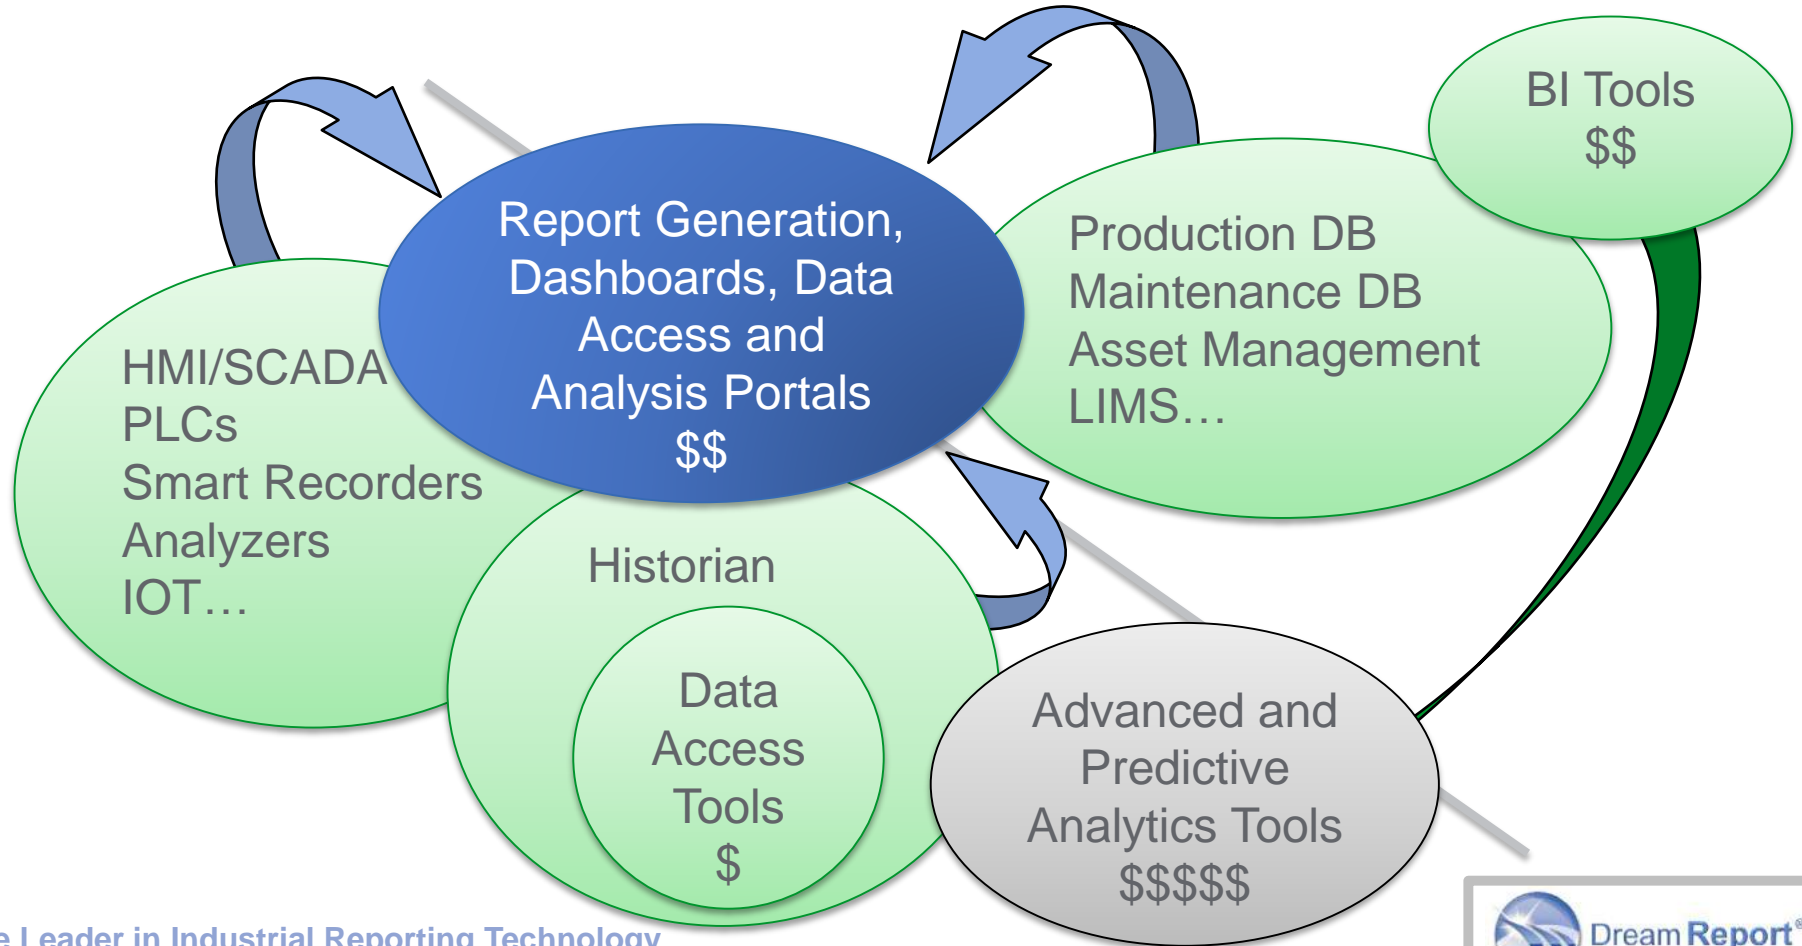 BI Tools
$$
Report Generation,
Dashboards, Data
Access and
Analysis Portals
$$
Production DB
Maintenance DB
Asset Management
LIMS…
HMI/SCADA
PLCs
Smart Recorders
Analyzers
IOT…
Historian
Data
Access
Tools
$
Advanced and
Predictive
Analytics Tools
$$$$$
Leader in Industrial Reporting Technology
Dream Report®